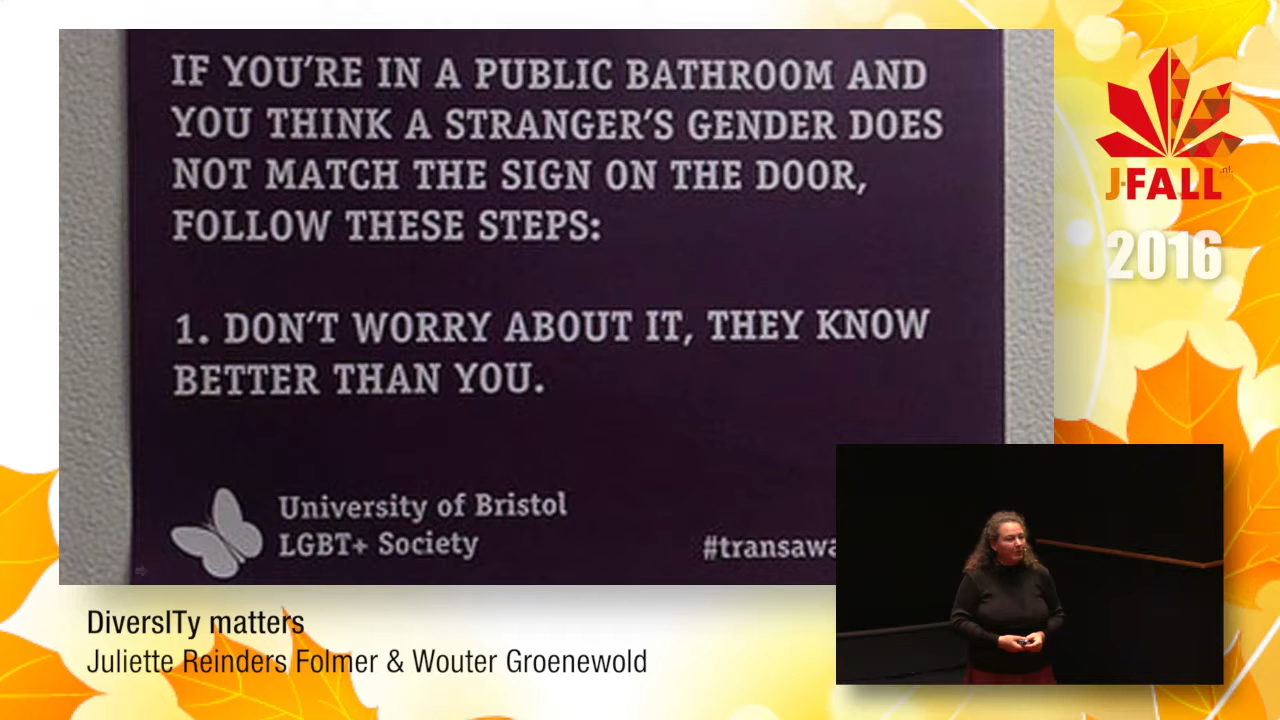 IF YOU'RE IN A PUBLIC BATHROOM AND
YOU THINK A STRANGER'S GENDER DOES
NOT MATCH THE SIGN ON THE DOOR,
FOLLOW THESE STEPS:
1. DON'T WORRY ABOUT IT, THEY KNOW
BETTER THAN YOU.
University of Bristol
LGBT+ Society
#transawa
J-FALL.nl
2016
DiversITy matters
Juliette Reinders Folmer & Wouter Groenewold